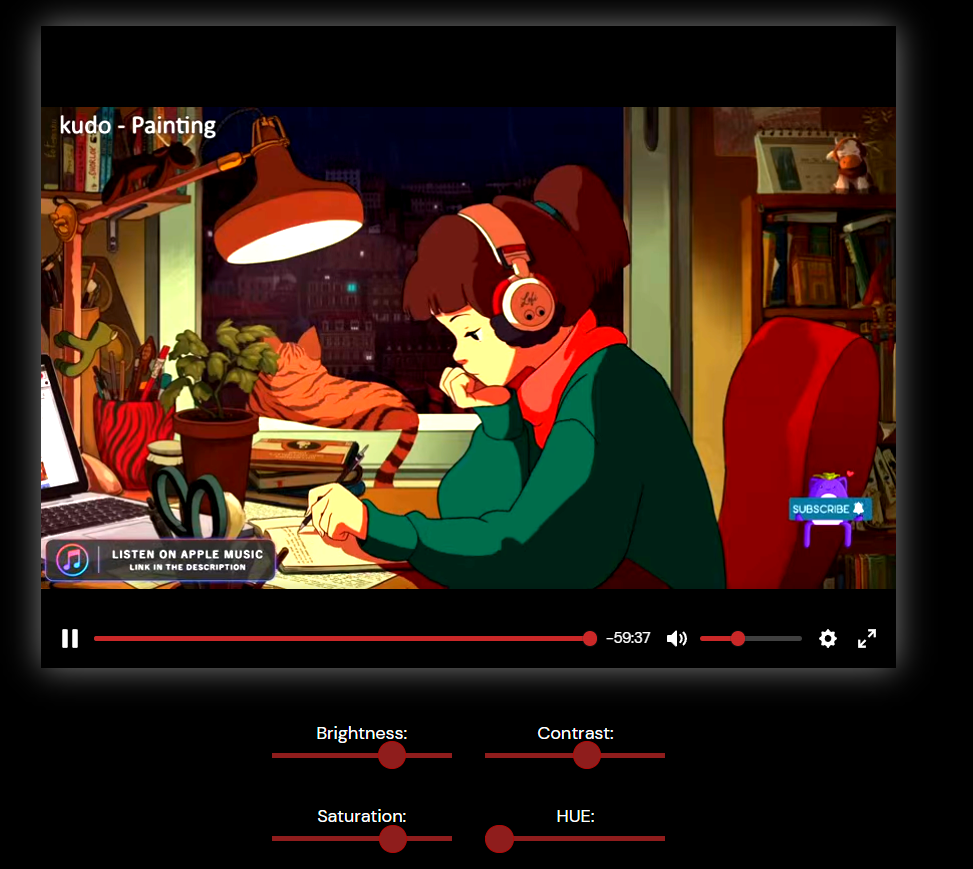 kudo - Painting
SUBSCRIBE
LISTEN ON APPLE MUSIC
LINK IN THE DESCRIPTION
-59:37
Brightness:
Contrast:
Saturation:
HUE: